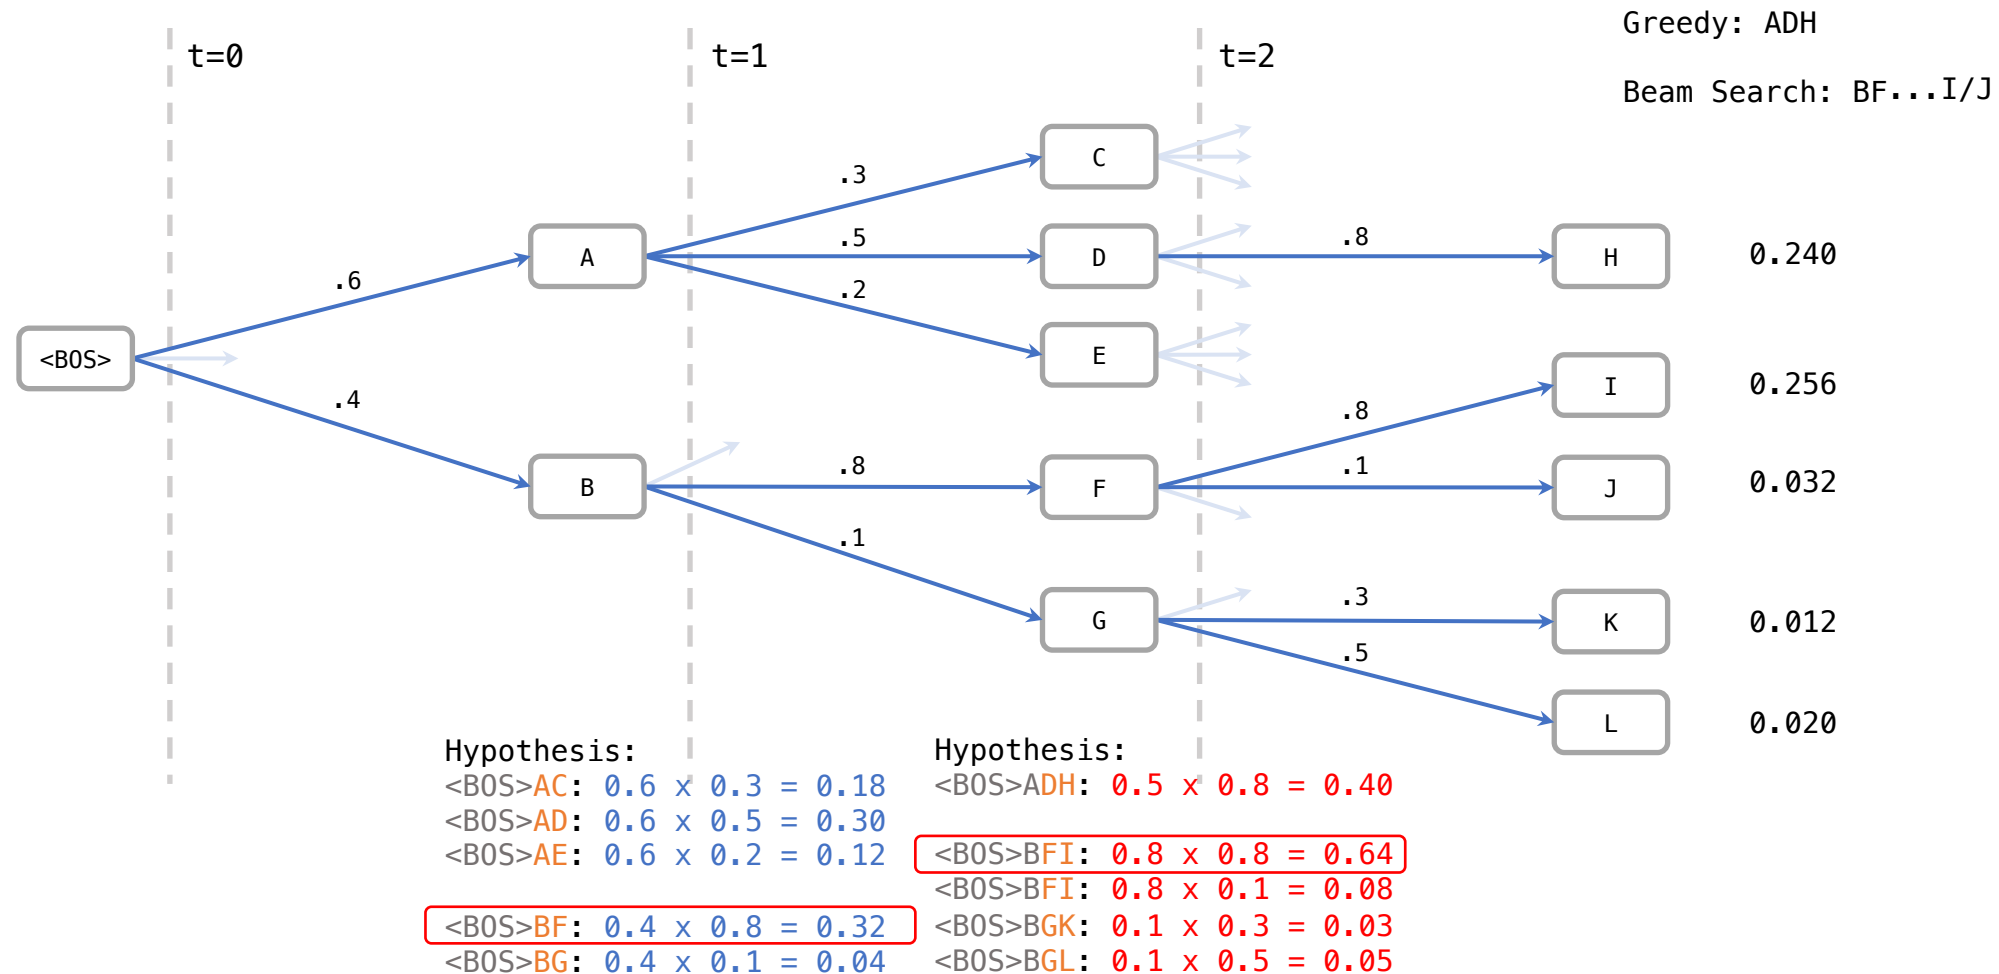 Greedy: ADH
t=0
t=1
t=2
Beam Search: BF...I/J
C
.3
A
.5
D
.8
H
0.240
.6
.2
<BOS>
E
I
0.256
.4
.8
B
.8
F
.1
J
0.032
.1
G
.3
K
0.012
.5
L
0.020
Hypothesis:
<BOS>AC: 0.6 x 0.3 = 0.18
<BOS>AD: 0.6 x 0.5 = 0.30
<BOS>AE: 0.6 x 0.2 = 0.12
<BOS>BF: 0.4 x 0.8 = 0.32
<BOS>BG: 0.4 x 0.1 = 0.04
Hypothesis:
<BOS>ADH: 0.5 x 0.8 = 0.40
<BOS>BFI: 0.8 x 0.8 = 0.64
<BOS>BFI: 0.8 x 0.1 = 0.08
<BOS>BGK: 0.1 x 0.3 = 0.03
<BOS>BGL: 0.1 x 0.5 = 0.05